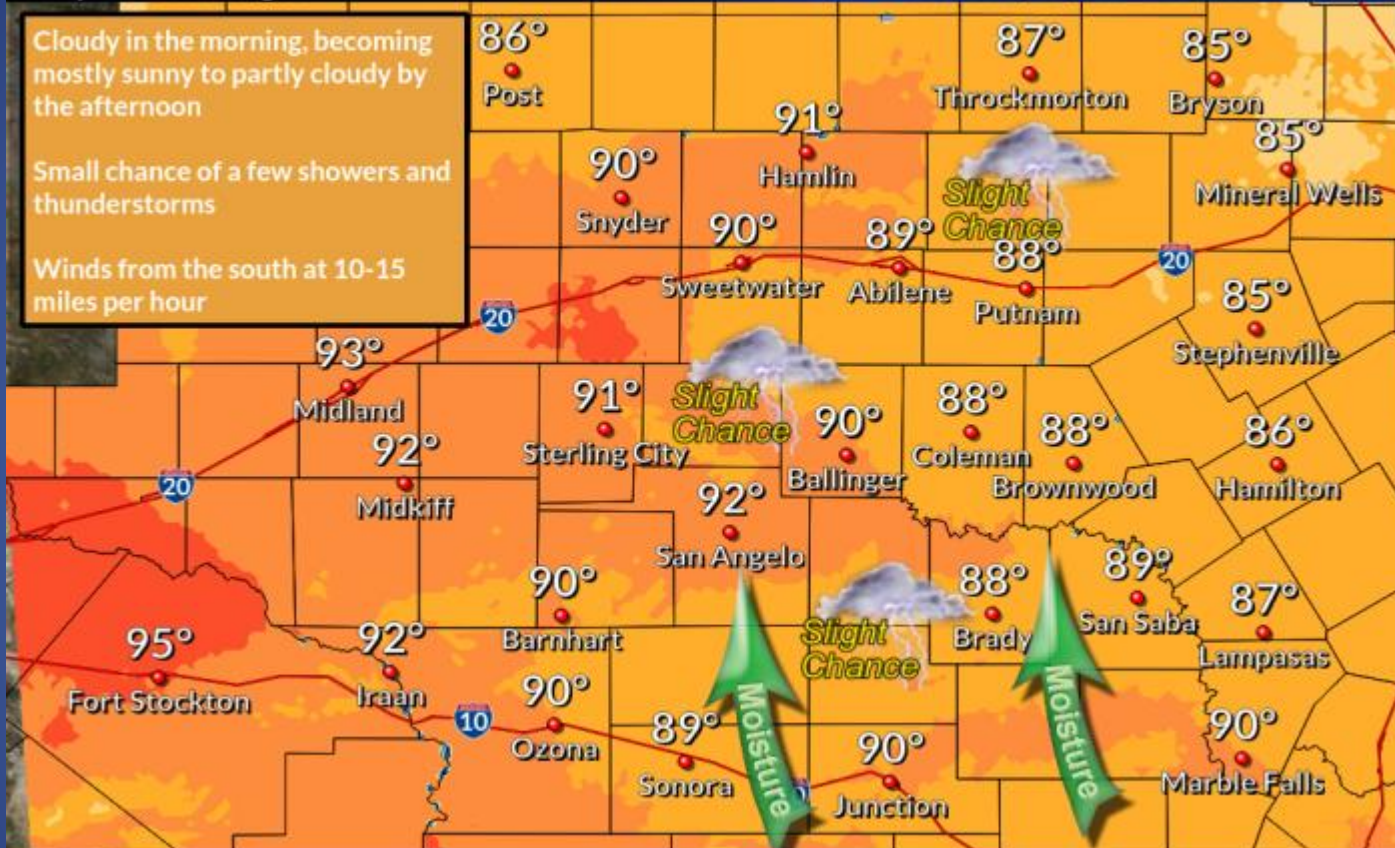 Cloudy in the morning, becoming
mostly sunny to partly cloudy by
the afternoon
Small chance of a few showers and
thunderstorms
Winds from the south at 10-15
miles per hour
86°
Post
87°
Throckmorton
85°
Bryson
91°
Hamlin
85°
Mineral Wells
90°
Snyder
Slight
Chance
90°
Sweetwater
89°
Abilene
88°
Putnam
20
85°
Stephenville
20
93°
Midland
91°
Sterling City
Slight
Chance
90°
Ballinger
88°
Coleman
88°
Brownwood
86°
Hamilton
92°
Midkiff
20
92°
San Angelo
90°
Barnhart
88°
Brady
89°
San Saba
87°
Lampasas
Slight
Chance
95°
Fort Stockton
92°
Iraan
90°
Ozona
10
89°
Sonora
Moisture
90°
Junction
Moisture
90°
Marble Falls